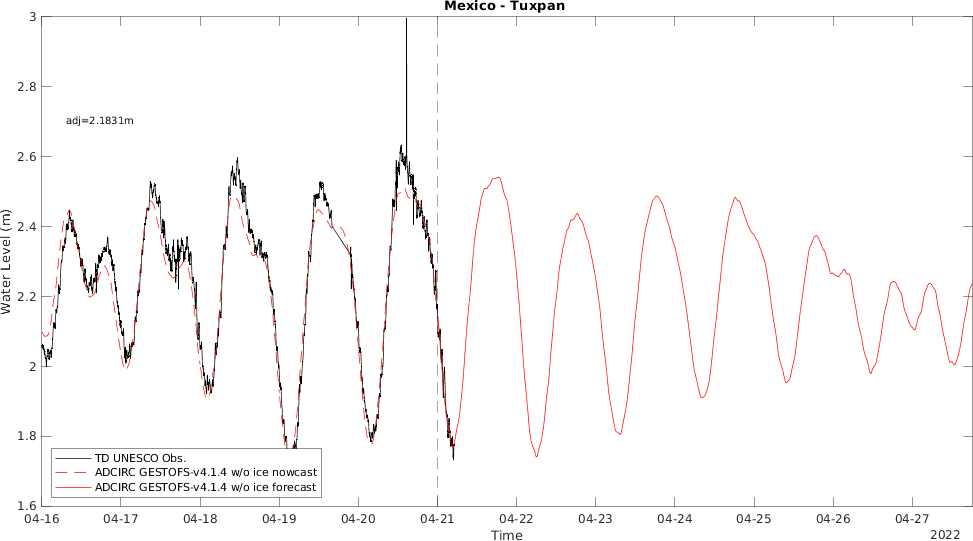 Mexico - Tuxpan
3
2.8
2.6
2.4
2.2
2
1.8
1.6
Water Level (m)
adj=2.1831m
TD UNESCO Obs.
ADCIRC GESTOFS-v4.1.4 w/o ice nowcast
ADCIRC GESTOFS-v4.1.4 w/o ice forecast
04-16 04-17 04-18 04-19 04-20 04-21 04-22 04-23 04-24 04-25 04-26 04-27
Time
2022